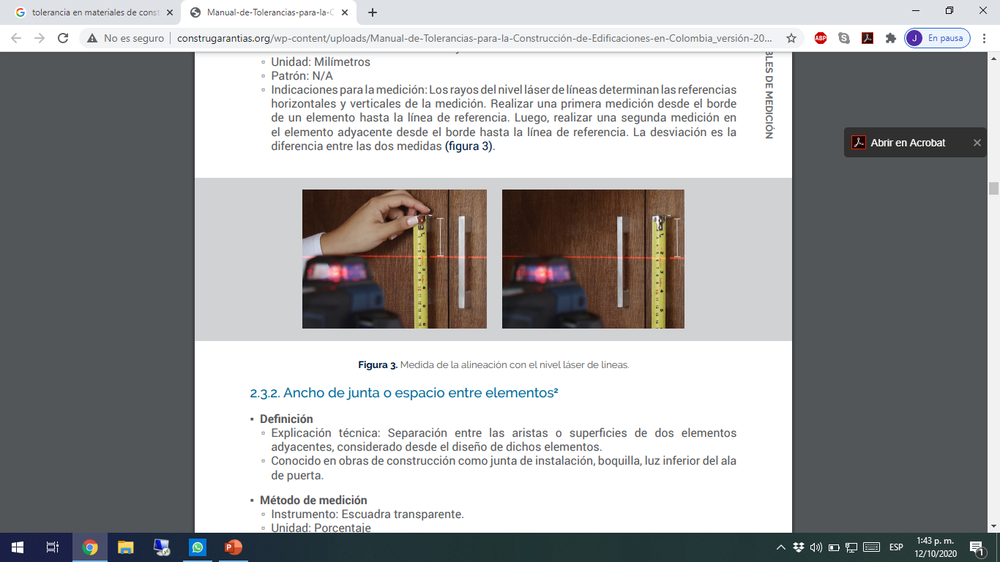 tolerancia en materiales de const
Manual-de-Tolerancias-para-la-C
No es seguro
construgarantias.org/wp-content/uploads/Manual-de-Tolerancias-para-la-Construcción-de-Edificaciones-en-Colombia_versión-20...
ABP
J
En pausa
Unidad: Milímetros
Patrón: N/A
Indicaciones para la medición: Los rayos del nivel láser de líneas determinan las referencias
horizontales y verticales de la medición. Realizar una primera medición desde el borde
de un elemento hasta la línea de referencia. Luego, realizar una segunda medición en
el elemento adyacente desde el borde hasta la línea de referencia. La desviación es la
diferencia entre las dos medidas (figura 3).
BLES DE MEDICIÓN
Abrir en Acrobat
Figura 3. Medida de la alineación con el nivel láser de líneas.
2.3.2. Ancho de junta o espacio entre elementos²
Definición
Explicación técnica: Separación entre las aristas o superficies de dos elementos
adyacentes, considerado desde el diseño de dichos elementos.
Conocido en obras de construcción como junta de instalación, boquilla, luz inferior del ala
de puerta.
Método de medición
Instrumento: Escuadra transparente.
Unidad: Porcentaje
ESP
1:43 p. m.
12/10/2020
1